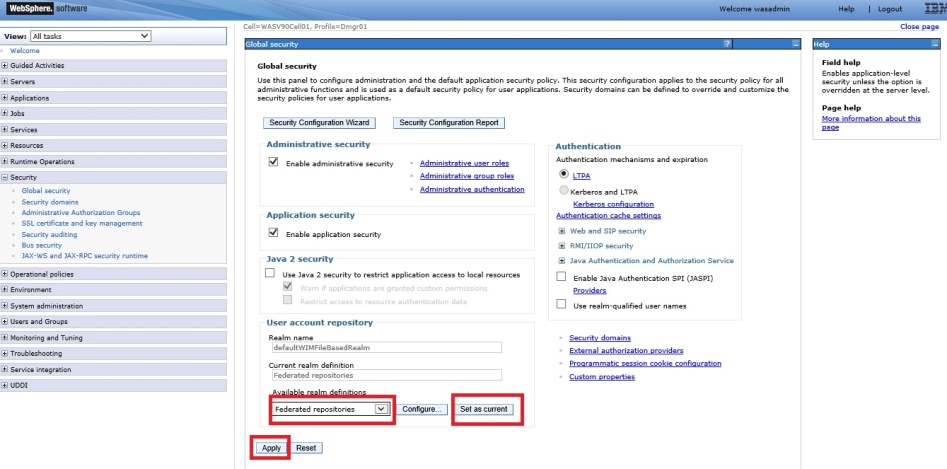 WebSphere. software
Welcome wasadmin
Help | Logout
IBM
Cell=WASV90Cell01, Profile=Dmgr01
Close page
View: All tasks
Welcome
Guided Activities
Servers
Applications
Jobs
Services
Resources
Runtime Operations
Security
Global security
Security domains
Administrative Authorization Groups
SSL certificate and key management
Security auditing
Bus security
JAX-WS and JAX-RPC security runtime
Operational policies
Environment
System administration
Users and Groups
Monitoring and Tuning
Troubleshooting
Service integration
UDDI
Global security
?
Global security
Use this panel to configure administration and the default application security policy. This security configuration applies to the security policy for all
administrative functions and is used as a default security policy for user applications. Security domains can be defined to override and customize the
security policies for user applications.
Security Configuration Wizard
Security Configuration Report
Administrative security
Enable administrative security
Administrative user roles
Administrative group roles
Administrative authentication
Application security
Enable application security
Java 2 security
Use Java 2 security to restrict application access to local resources
Warn if applications are granted custom permissions
Restrict access to resource authentication data
User account repository
Realm name
defaultWIMFileBasedRealm
Current realm definition
Federated repositories
Available realm definitions
Federated repositories
Configure...
Set as current
Apply
Reset
Authentication
Authentication mechanisms and expiration
LTPA
Kerberos and LTPA
Kerberos configuration
Authentication cache settings
Web and SIP security
RMI/IIOP security
Java Authentication and Authorization Service
Enable Java Authentication SPI (JASPI)
Providers
Use realm-qualified user names
Security domains
External authorization providers
Programmatic session cookie configuration
Custom properties
Help
Field help
Enables application-level
security unless the option is
overridden at the server level.
Page help
More information about this
page